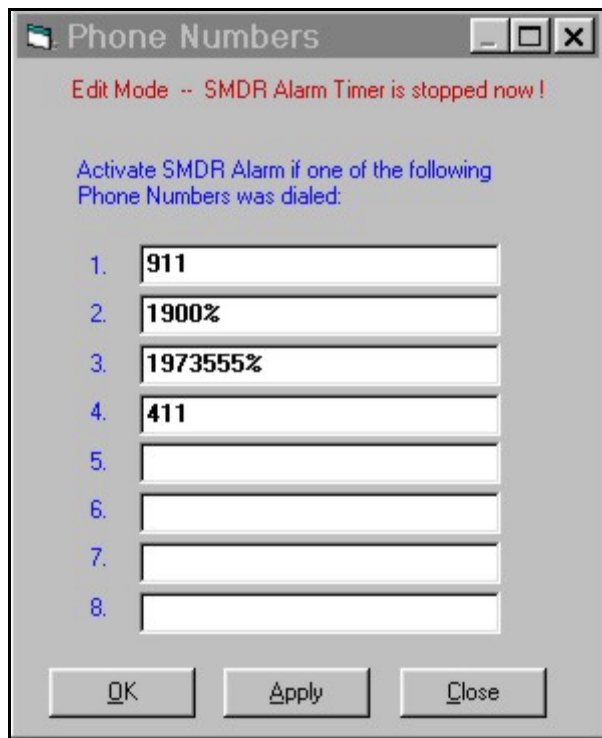 Phone Numbers
Edit Mode -- SMDR Alarm Timer is stopped now !
Activate SMDR Alarm if one of the following
Phone Numbers was dialed:
1. 911
2. 1900%
3. 1973555%
4. 411
5.
6.
7.
8.
OK Apply Close